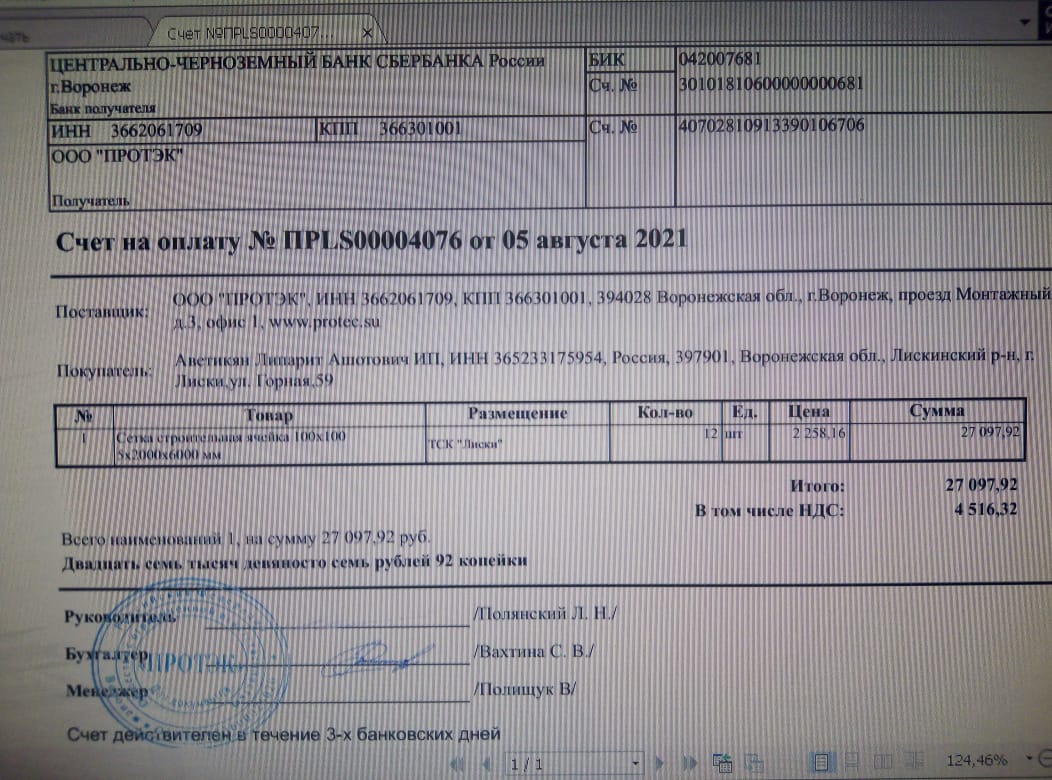 Счет №ПPLS0000407... ×
ЦЕНТРАЛЬНО-ЧЕРНОЗЕМНЫЙ БАНК СБЕРБАНКА России
г.Воронеж
Банк получателя
БИК 042007681
Сч. № 30101810600000000681
ИНН 3662061709 КПП 366301001 Сч. № 40702810913390106706
ООО "ПРОТЭК"
Получатель
Счет на оплату № ПPLS00004076 от 05 августа 2021
Поставщик: ООО "ПРОТЭК", ИНН 3662061709, КПП 366301001, 394028 Воронежская обл., г.Воронеж, проезд Монтажный
д.3, офис 1, www.protec.su
Покупатель: Аветикян Липарит Ашотович ИП, ИНН 365233175954, Россия, 397901, Воронежская обл., Лискинский р-н, г.
Лиски,ул. Горная,59
№ Товар Размещение Кол-во Ед. Цена Сумма
1 Сетка строительная ячейка 100х100 ТСК "Лиски" 12 шт 2 258,16 27 097,92
5х2000х6000 мм
Итого: 27 097,92
В том числе НДС: 4 516,32
Всего наименований 1, на сумму 27 097,92 руб.
Двадцать семь тысяч девяносто семь рублей 92 копейки
Руководитель /Полянский Л. Н./
Бухгалтер /Вахтина С. В./
"ПРОТЭК"
Менеджер /Полищук В/
Счет действителен в течение 3-х банковских дней
1 / 1 124,46%